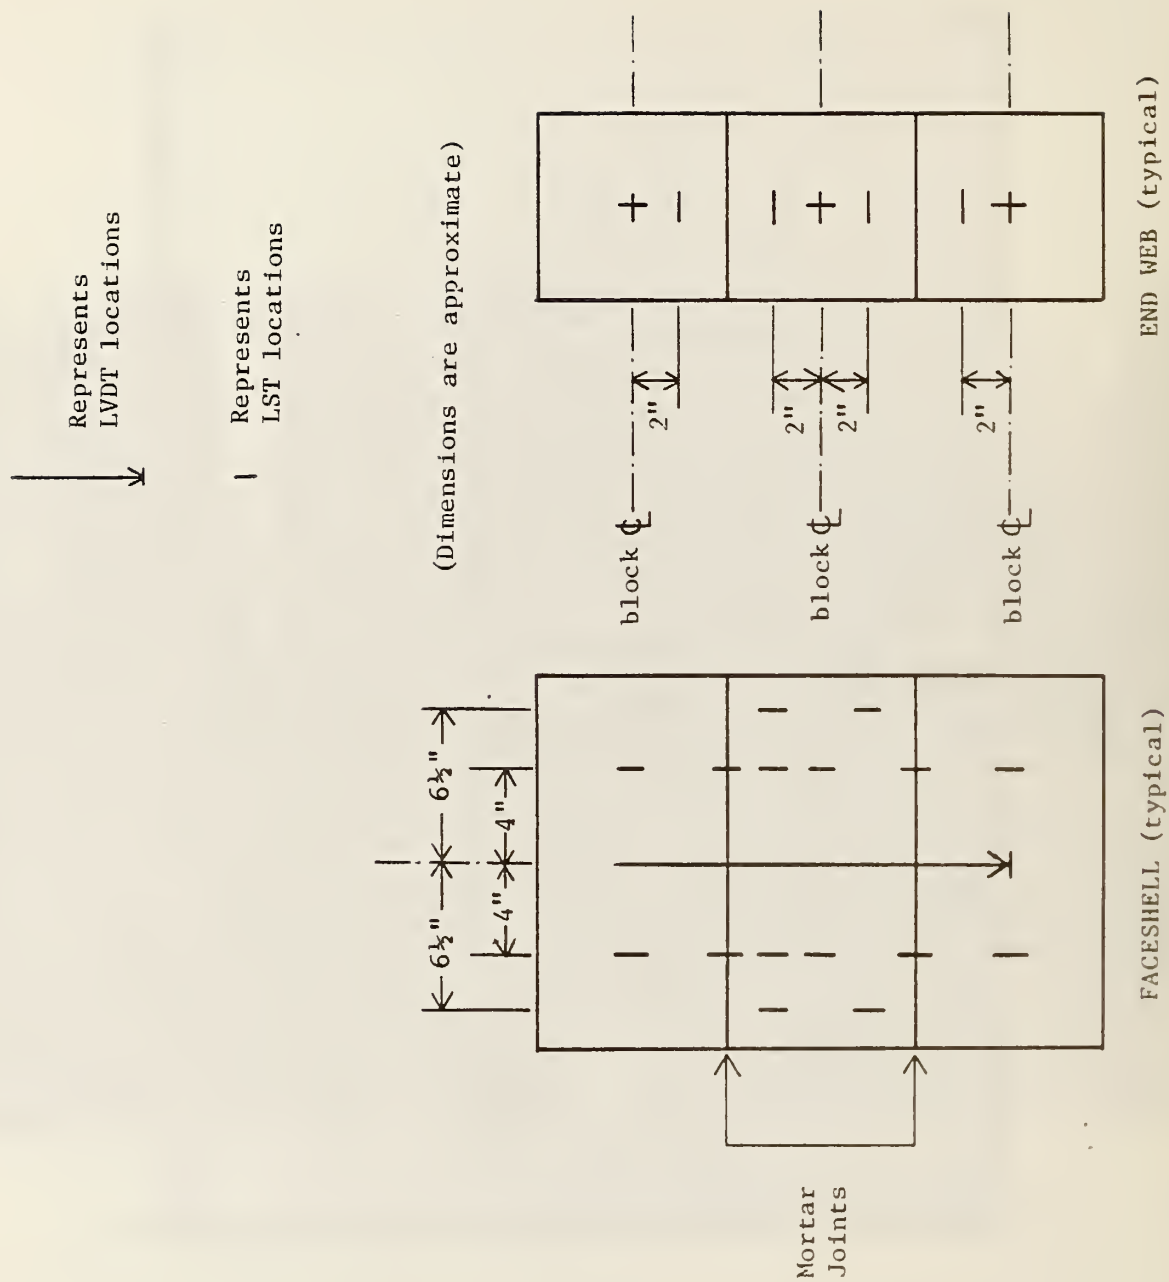 Represents
LVDT locations
Represents
LST locations
(Dimensions are approximate)
6½"
6½"
4"
4"
Mortar
Joints
FACESHELL (typical)
block ℄
2"
block ℄
2"
2"
block ℄
2"
END WEB (typical)